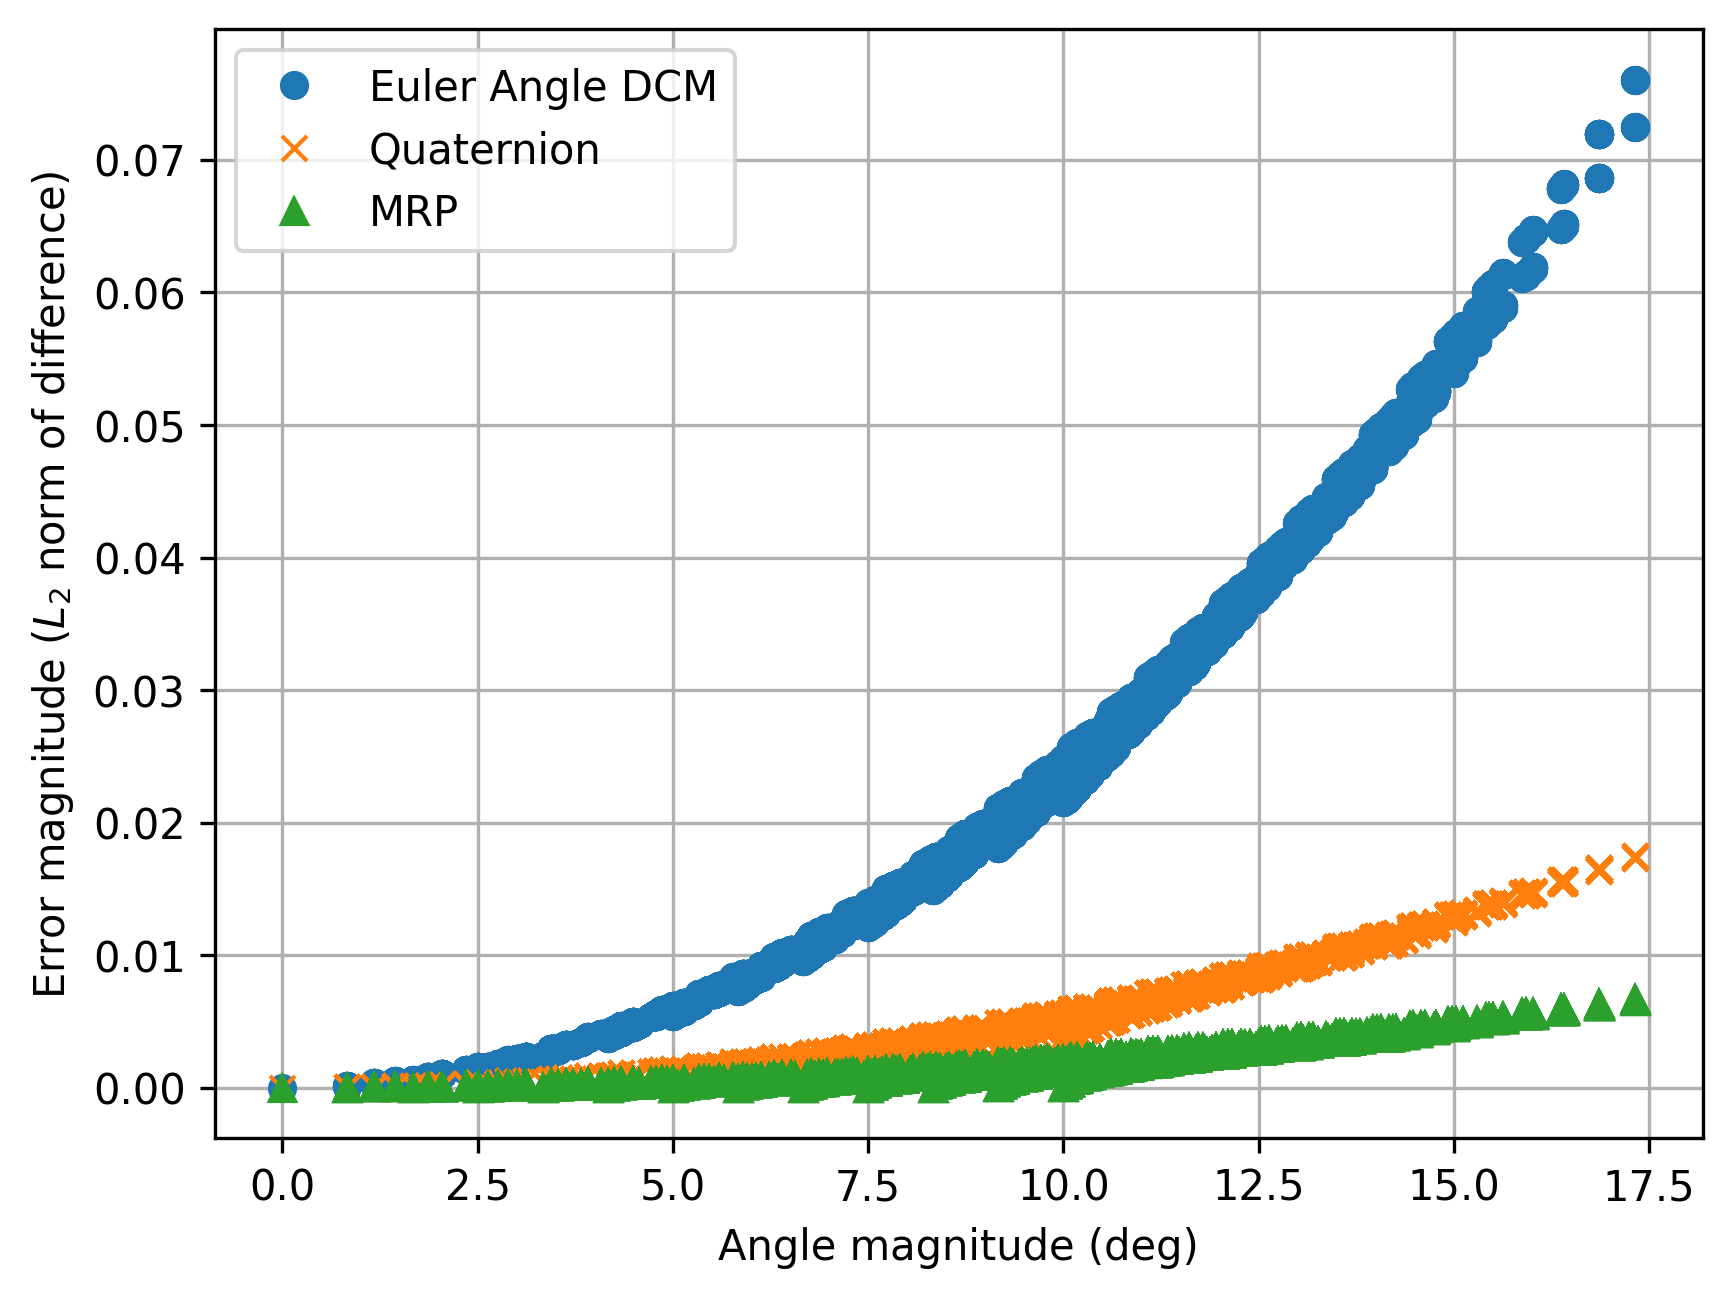 Euler Angle DCM
Quaternion
MRP
Error magnitude (L₂ norm of difference)
0.07
0.06
0.05
0.04
0.03
0.02
0.01
0.00
0.0 2.5 5.0 7.5 10.0 12.5 15.0 17.5
Angle magnitude (deg)